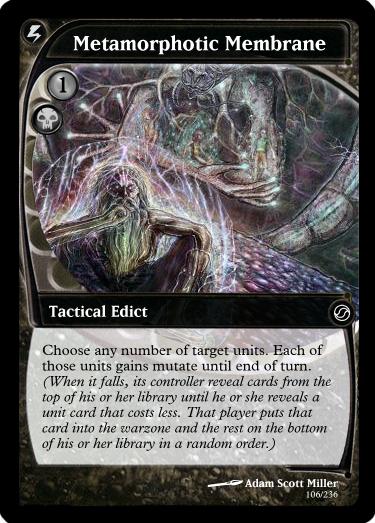 Metamorphotic Membrane
1
Tactical Edict
Choose any number of target units. Each of
those units gains mutate until end of turn.
(When it falls, its controller reveal cards from the
top of his or her library until he or she reveals a
unit card that costs less. That player puts that
card into the warzone and the rest on the bottom
of his or her library in a random order.)
Adam Scott Miller
106/236